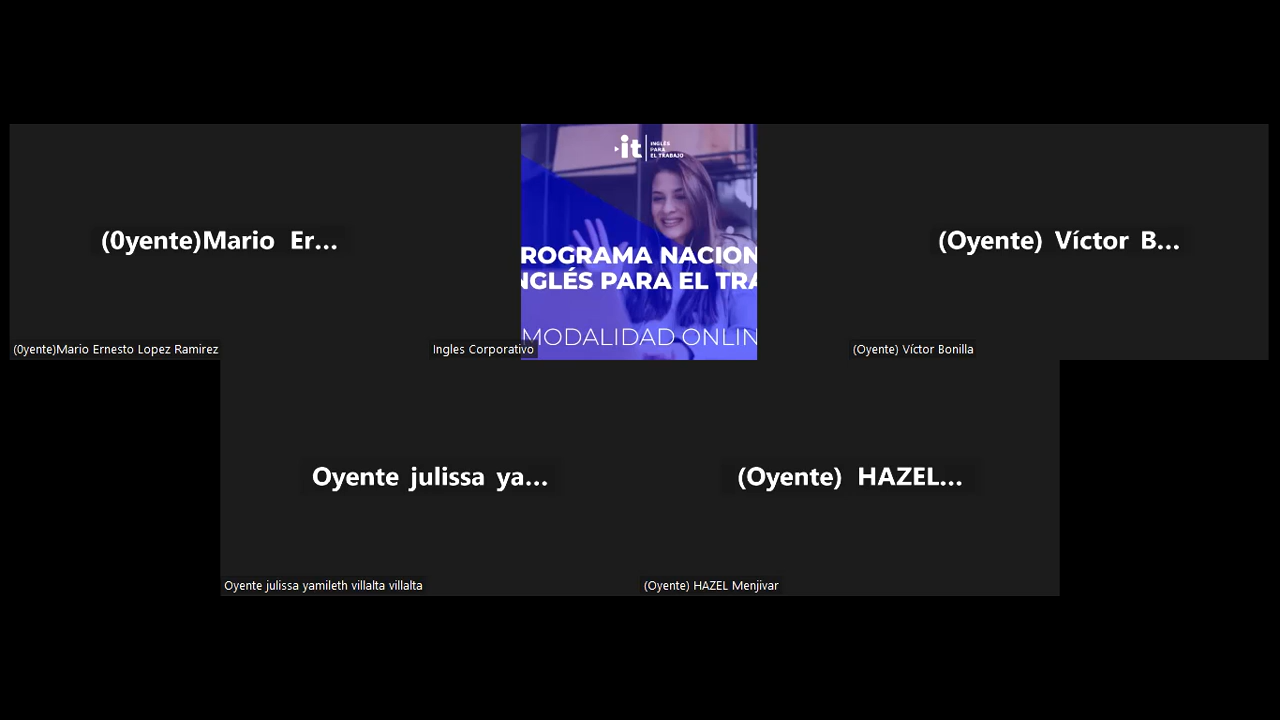 it INGLÉS
PARA
EL TRABAJO
(0yente)Mario Er...
ROGRAMA NACION
NGLÉS PARA EL TRA
MODALIDAD ONLIN
(Oyente) Víctor B...
(0yente)Mario Ernesto Lopez Ramirez
Ingles Corporativo
(Oyente) Víctor Bonilla
Oyente julissa ya...
(Oyente) HAZEL...
Oyente julissa yamileth villalta villalta
(Oyente) HAZEL Menjivar